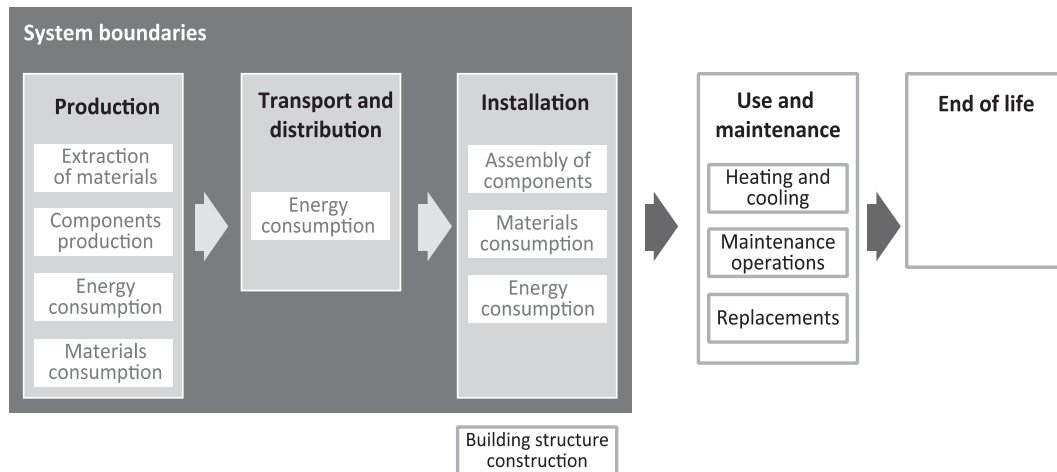 System boundaries
Production
Extraction
of materials
Components
production
Energy
consumption
Materials
consumption
Transport and
distribution
Energy
consumption
Installation
Assembly of
components
Materials
consumption
Energy
consumption
Building structure
construction
Use and
maintenance
Heating and
cooling
Maintenance
operations
Replacements
End of life